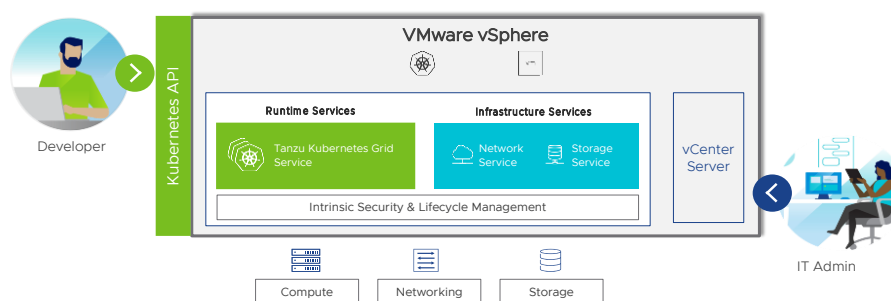 VMware vSphere
Kubernetes API
Developer
Runtime Services
Infrastructure Services
Tanzu Kubernetes Grid
Service
Network
Service
Storage
Service
vCenter
Server
Intrinsic Security & Lifecycle Management
IT Admin
Compute
Networking
Storage